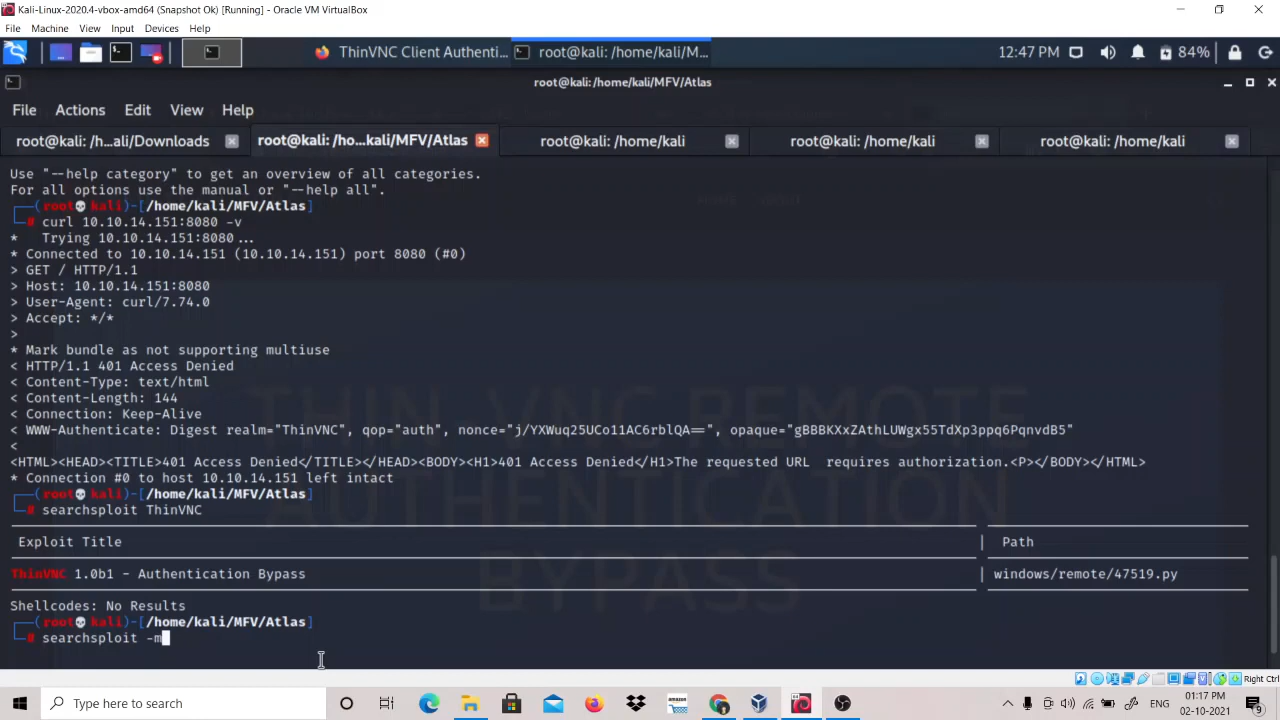 Kali-Linux-2020.4-vbox-amd64 (Snapshot Ok) [Running] - Oracle VM VirtualBox
File Machine View Input Devices Help
ThinVNC Client Authenti... root@kali: /home/kali/M... 12:47 PM 84%
root@kali: /home/kali/MFV/Atlas
File Actions Edit View Help
root@kali: /h...ali/Downloads root@kali: /ho...kali/MFV/Atlas root@kali: /home/kali root@kali: /home/kali root@kali: /home/kali
Use "--help category" to get an overview of all categories.
For all options use the manual or "--help all".
(root💀kali)-[/home/kali/MFV/Atlas]
# curl 10.10.14.151:8080 -v
* Trying 10.10.14.151:8080...
* Connected to 10.10.14.151 (10.10.14.151) port 8080 (#0)
> GET / HTTP/1.1
> Host: 10.10.14.151:8080
> User-Agent: curl/7.74.0
> Accept: */*
>
* Mark bundle as not supporting multiuse
< HTTP/1.1 401 Access Denied
< Content-Type: text/html
< Content-Length: 144
< Connection: Keep-Alive
< WWW-Authenticate: Digest realm="ThinVNC", qop="auth", nonce="j/YXWuq25UCo11AC6rblQA==", opaque="gBBBKXxZAthLUWgx55TdXp3ppq6PqnvdB5"
<
<HTML><HEAD><TITLE>401 Access Denied</TITLE></HEAD><BODY><H1>401 Access Denied</H1>The requested URL  requires authorization.<P></BODY></HTML>
* Connection #0 to host 10.10.14.151 left intact
(root💀kali)-[/home/kali/MFV/Atlas]
# searchsploit ThinVNC
Exploit Title | Path
ThinVNC 1.0b1 - Authentication Bypass | windows/remote/47519.py
Shellcodes: No Results
(root💀kali)-[/home/kali/MFV/Atlas]
# searchsploit -m
THIN VNC REMOTE
AUTHENTICATION
BYPASS
Right Ctrl
Type here to search
01:17 PM
02-10-2021
9